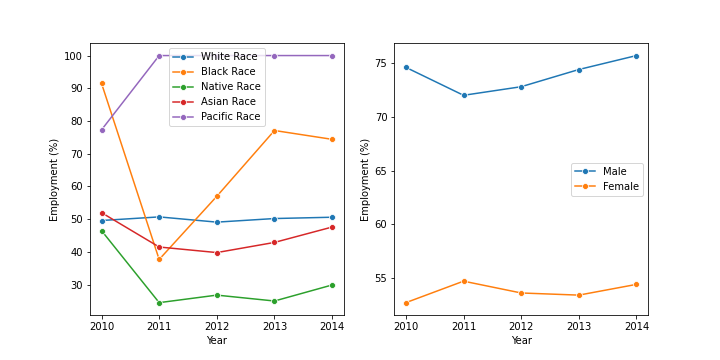 100
90
80
70
60
50
40
30
Employment (%)
2010 2011 2012 2013 2014
Year
White Race
Black Race
Native Race
Asian Race
Pacific Race
75
70
65
60
55
Employment (%)
2010 2011 2012 2013 2014
Year
Male
Female